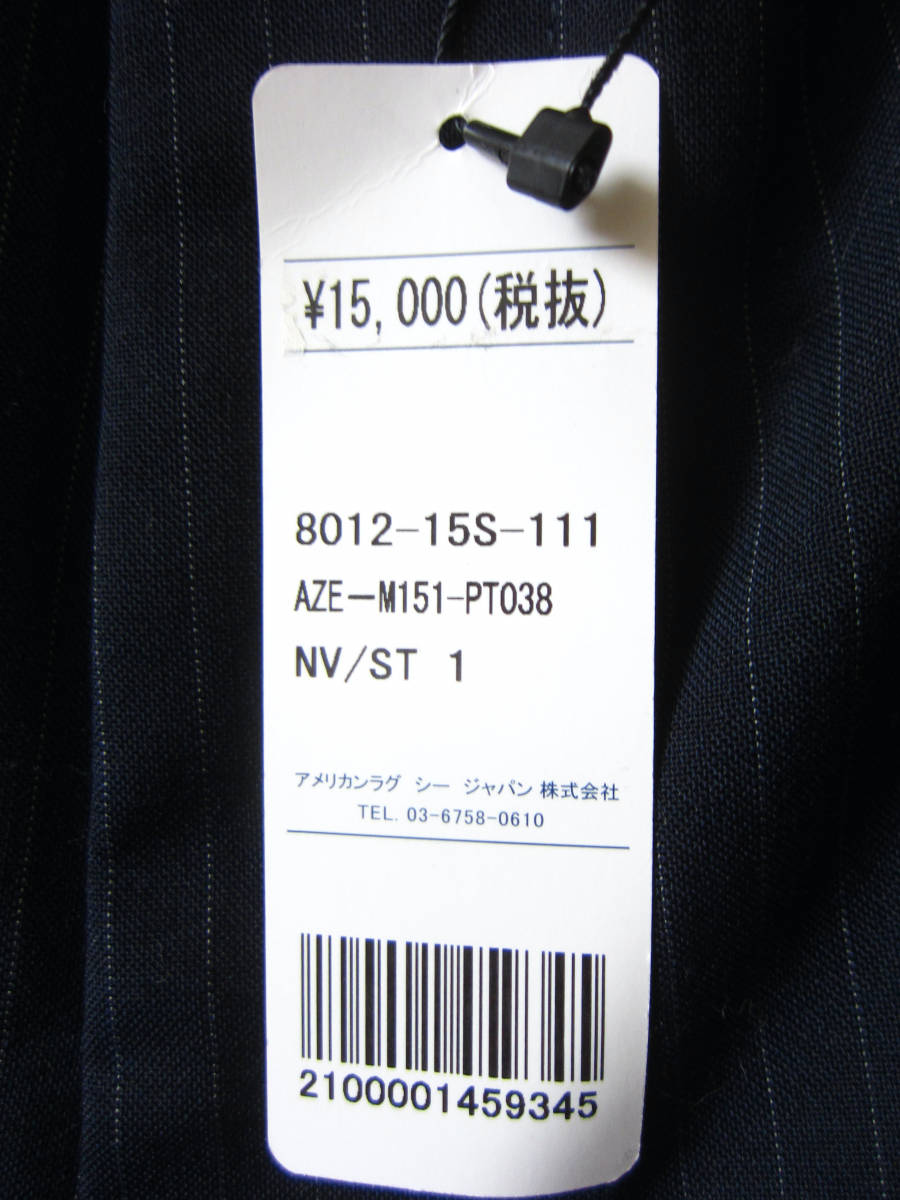 ¥15,000(税抜)
8012-15S-111
AZE-M151-PT038
NV/ST 1
アメリカンラグ シー ジャパン 株式会社
TEL. 03-6758-0610
2100001459345